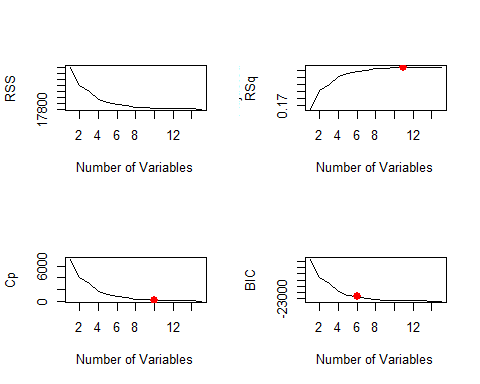 RSS
17800
2 4 6 8 12
Number of Variables
RSq
0.17
2 4 6 8 12
Number of Variables
Cp
6000
0
2 4 6 8 12
Number of Variables
BIC
-23000
2 4 6 8 12
Number of Variables